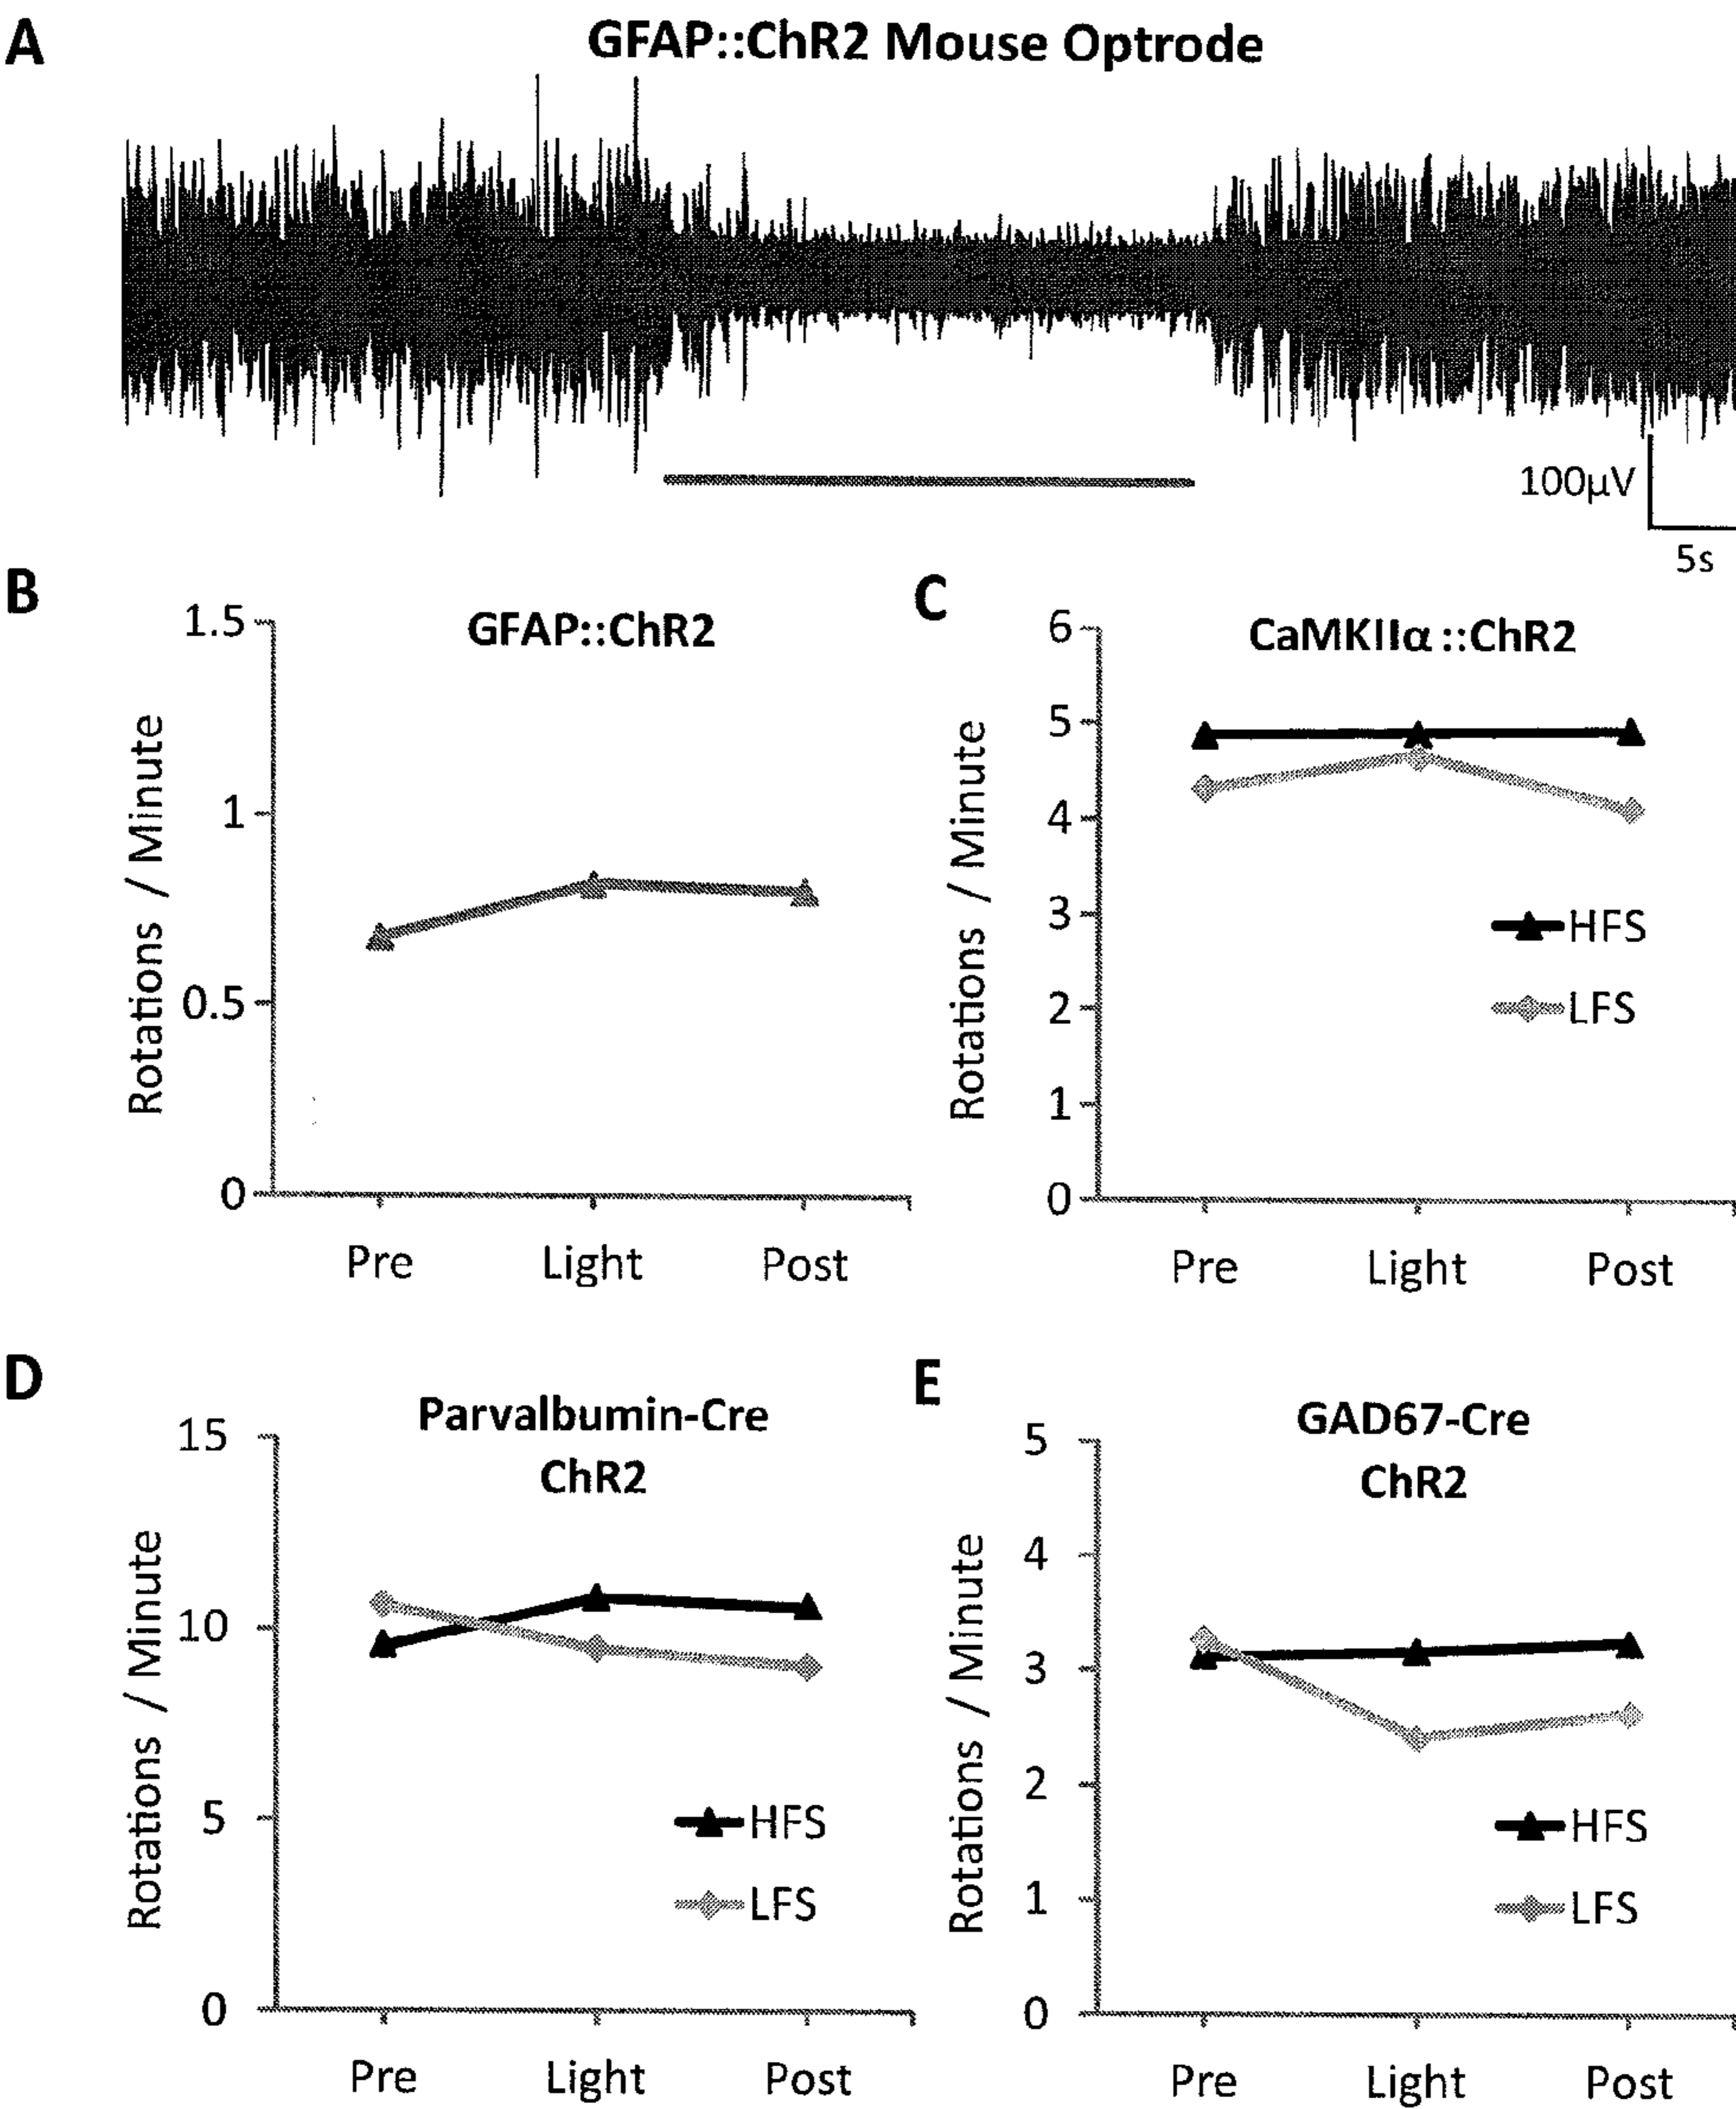 A
GFAP::ChR2 Mouse Optrode
100µV
5s
B
GFAP::ChR2
Rotations / Minute
1.5
1
0.5
0
Pre Light Post
C
CaMKIIα::ChR2
Rotations / Minute
6
5
4
3
2
1
0
HFS
LFS
Pre Light Post
D
Parvalbumin-Cre
ChR2
Rotations / Minute
15
10
5
0
HFS
LFS
Pre Light Post
E
GAD67-Cre
ChR2
Rotations / Minute
5
4
3
2
1
0
HFS
LFS
Pre Light Post